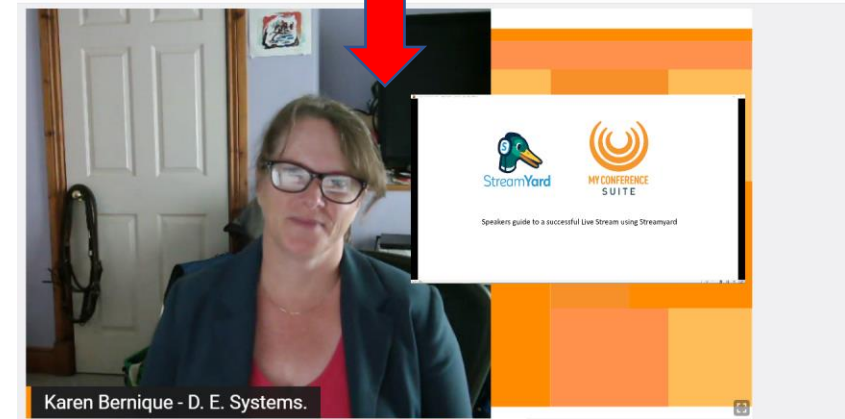 StreamYard
MY CONFERENCE
SUITE
Speakers guide to a successful Live Stream using Streamyard
Karen Bernique - D. E. Systems.